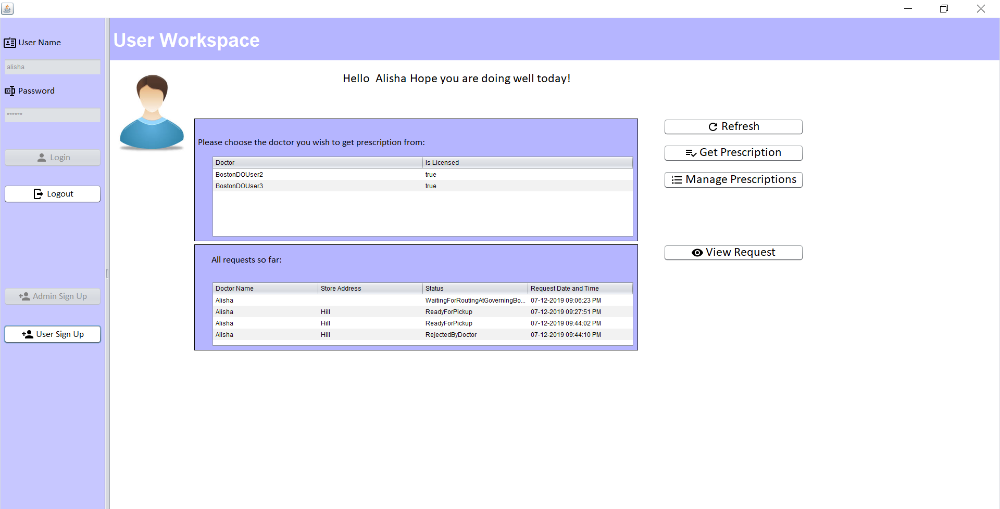 User Name
alisha
Password
******
Login
Logout
Admin Sign Up
User Sign Up
User Workspace
Hello  Alisha Hope you are doing well today!
Please choose the doctor you wish to get prescription from:
Doctor Is Licensed
BostonDOUser2 true
BostonDOUser3 true
All requests so far:
Doctor Name Store Address Status Request Date and Time
Alisha WaitingForRoutingAtGoverningBo... 07-12-2019 09:06:23 PM
Alisha Hill ReadyForPickup 07-12-2019 09:27:51 PM
Alisha Hill ReadyForPickup 07-12-2019 09:44:02 PM
Alisha Hill RejectedByDoctor 07-12-2019 09:44:10 PM
Refresh
Get Prescription
Manage Prescriptions
View Request